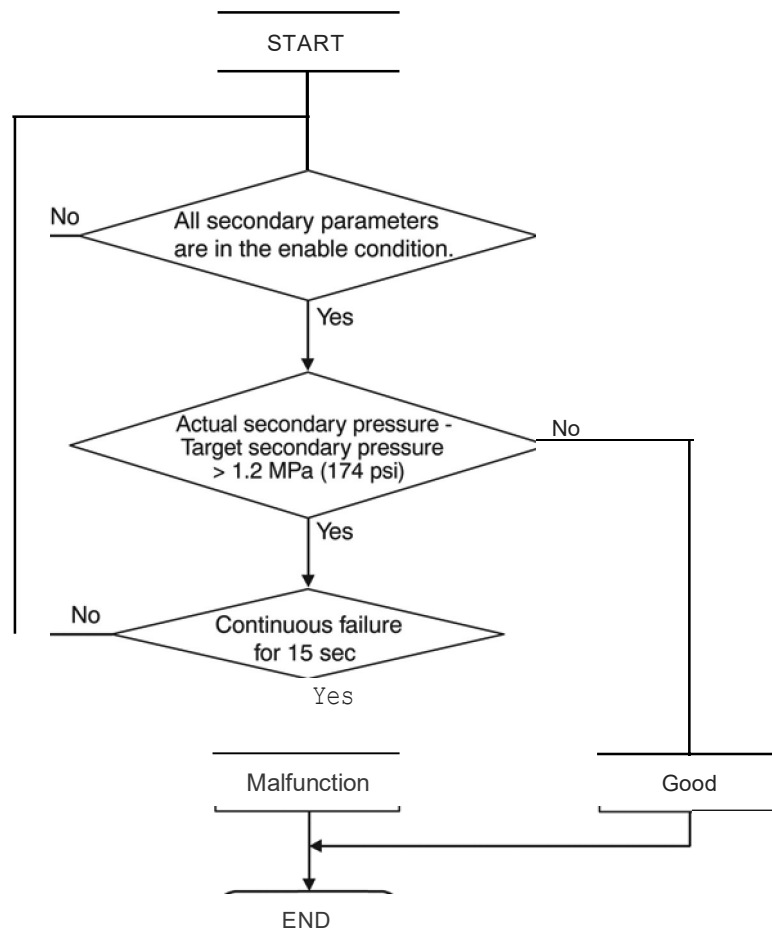 START
No
All secondary parameters
are in the enable condition.
Yes
Actual secondary pressure -
Target secondary pressure
> 1.2 MPa (174 psi)
No
Yes
No
Continuous failure
for 15 sec
Yes
Malfunction
Good
END